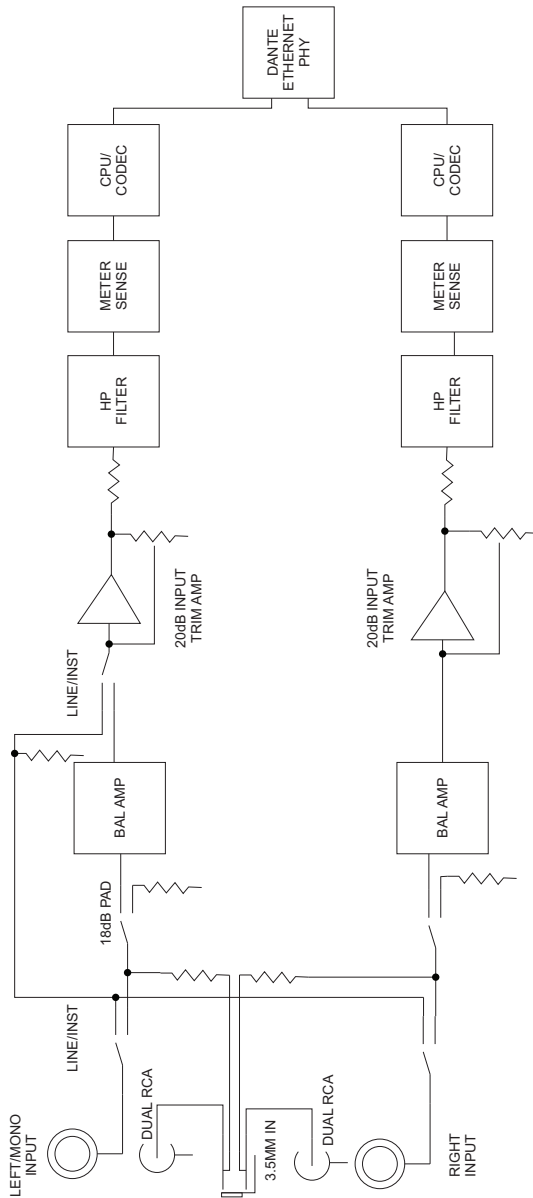 LEFT/MONO
INPUT
LINE/INST
18dB PAD
BAL AMP
LINE/INST
20dB INPUT
TRIM AMP
HP
FILTER
METER
SENSE
CPU/
CODEC
DANTE
ETHERNET
PHY
DUAL RCA
3.5MM IN
DUAL RCA
RIGHT
INPUT
BAL AMP
20dB INPUT
TRIM AMP
HP
FILTER
METER
SENSE
CPU/
CODEC